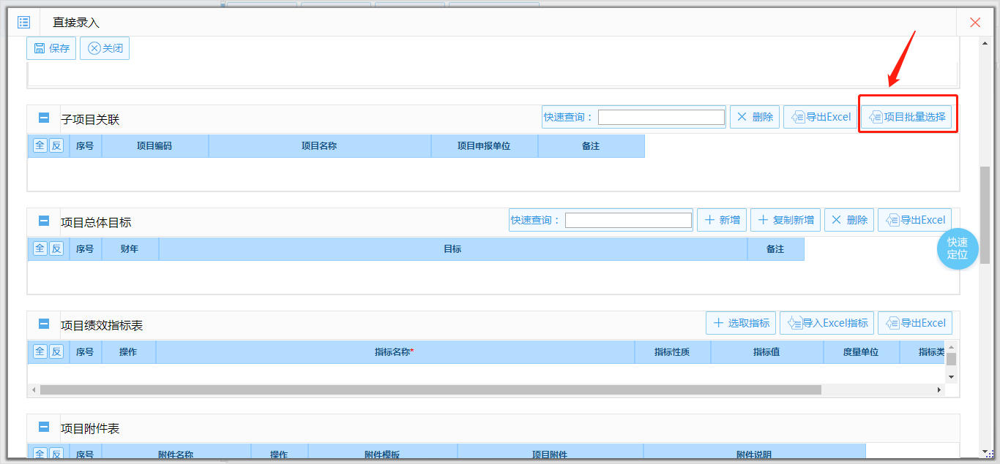 直接录入
保存 关闭
子项目关联 快速查询： 删除 导出Excel 项目批量选择
全 反 序号 项目编码 项目名称 项目申报单位 备注
项目总体目标 快速查询： 新增 复制新增 删除 导出Excel
全 反 序号 财年 目标 备注
快速
定位
项目绩效指标表 选取指标 导入Excel指标 导出Excel
全 反 序号 操作 指标名称* 指标性质 指标值 度量单位 指标类
项目附件表
全 反 序号 附件名称 操作 附件模板 项目附件 附件说明